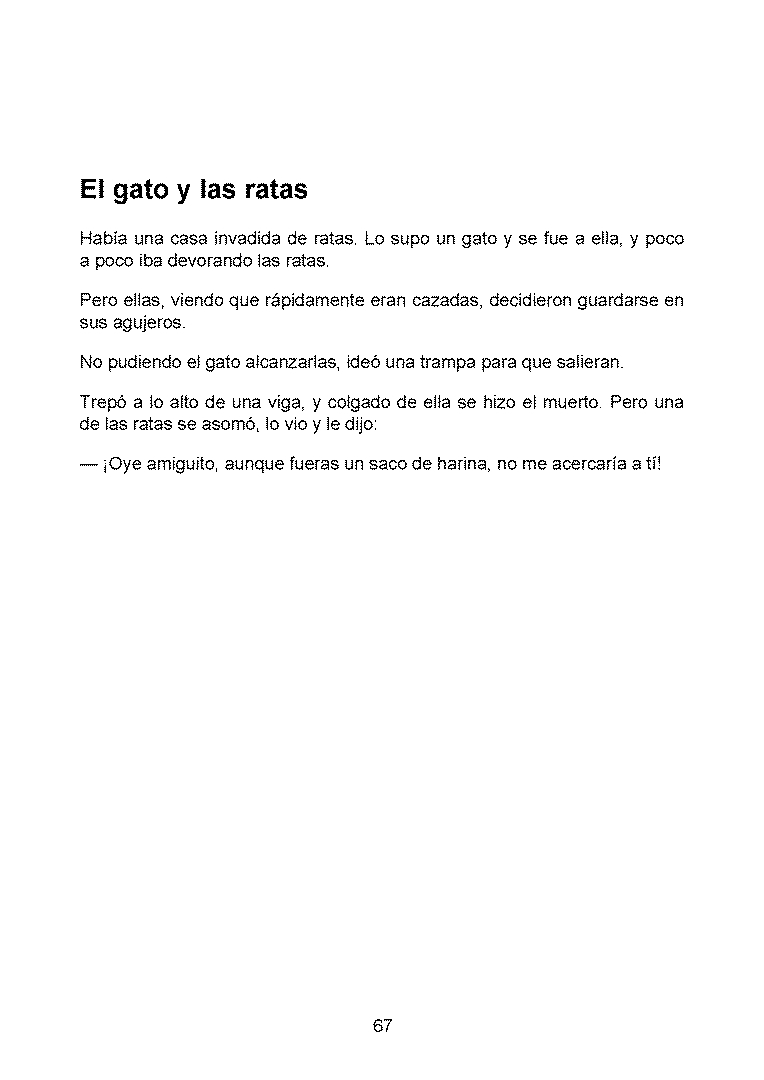 El gato y las ratas
Había una casa invadida de ratas. Lo supo un gato y se fue a ella, y poco
a poco iba devorando las ratas.
Pero ellas, viendo que rápidamente eran cazadas, decidieron guardarse en
sus agujeros.
No pudiendo el gato alcanzarlas, ideó una trampa para que salieran.
Trepó a lo alto de una viga, y colgado de ella se hizo el muerto. Pero una
de las ratas se asomó, lo vio y le dijo:
— ¡Oye amiguito, aunque fueras un saco de harina, no me acercaría a tí!
67